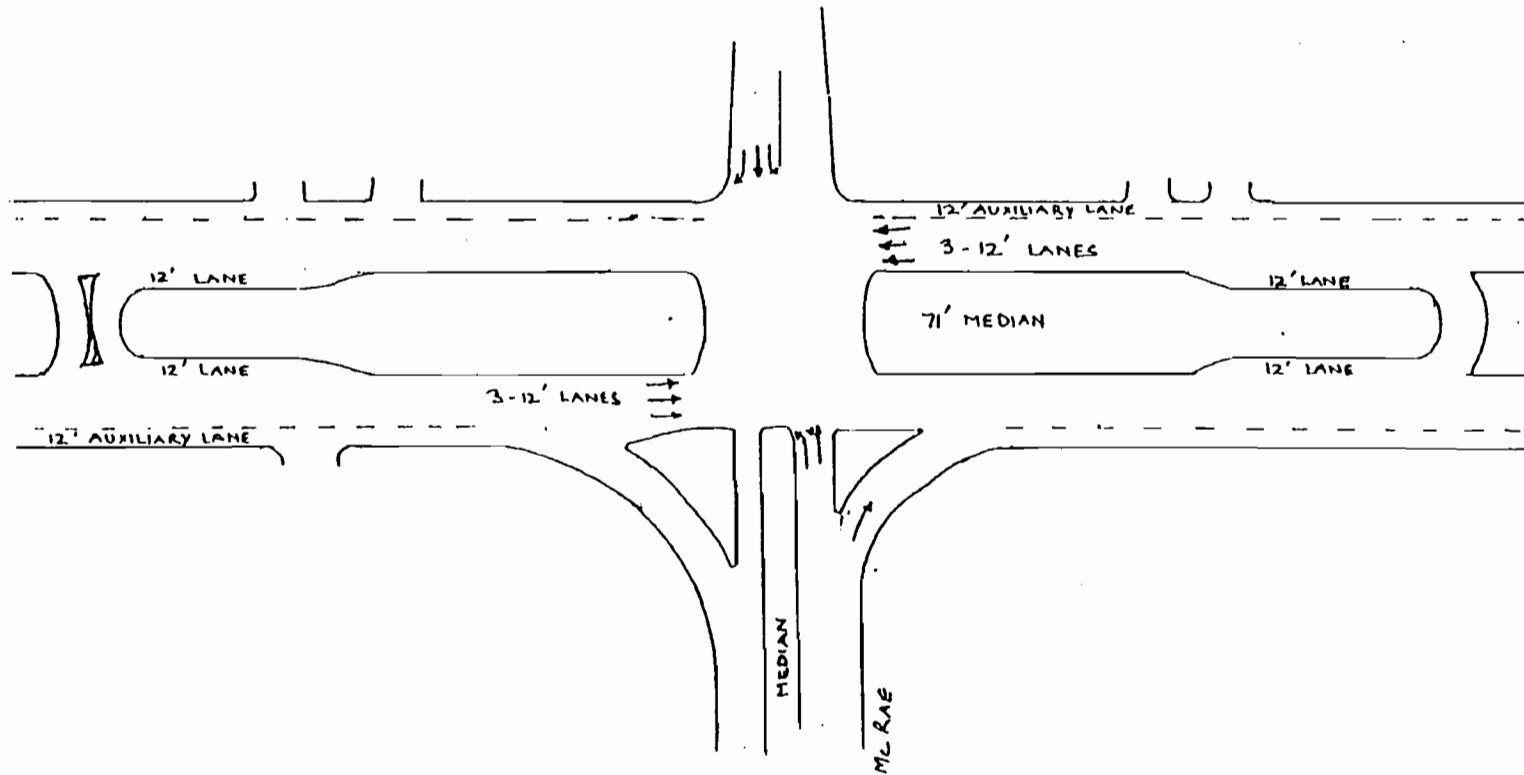 12' AUXILIARY LANE
3 - 12' LANES
12' LANE
12' LANE
71' MEDIAN
12' LANE
12' LANE
3 - 12' LANES
12' AUXILIARY LANE
MEDIAN
Mc RAE